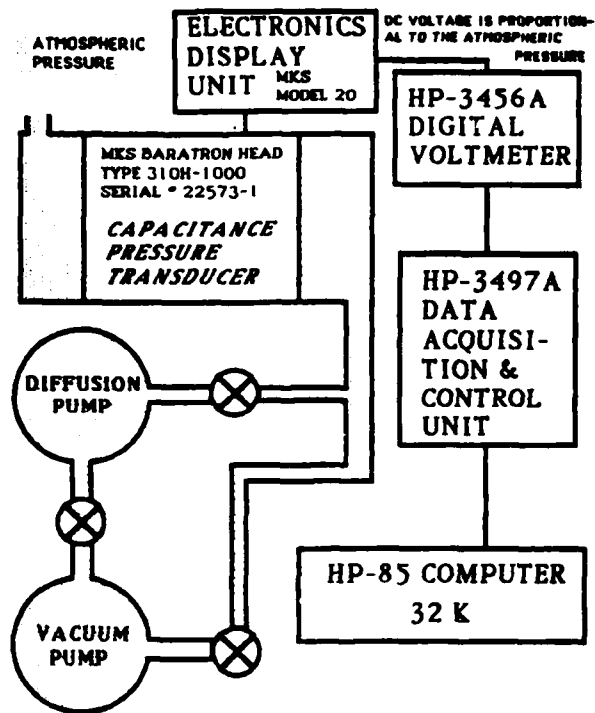 ATMOSPHERIC
PRESSURE
ELECTRONICS
DISPLAY
UNIT MKS
MODEL 20
DC VOLTAGE IS PROPORTION-
AL TO THE ATMOSPHERIC
PRESSURE
HP-3456A
DIGITAL
VOLTMETER
MKS BARATRON HEAD
TYPE 310H-1000
SERIAL * 22573-1
CAPACITANCE
PRESSURE
TRANSDUCER
HP-3497A
DATA
ACQUISI-
TION &
CONTROL
UNIT
DIFFUSION
PUMP
HP-85 COMPUTER
32 K
VACUUM
PUMP